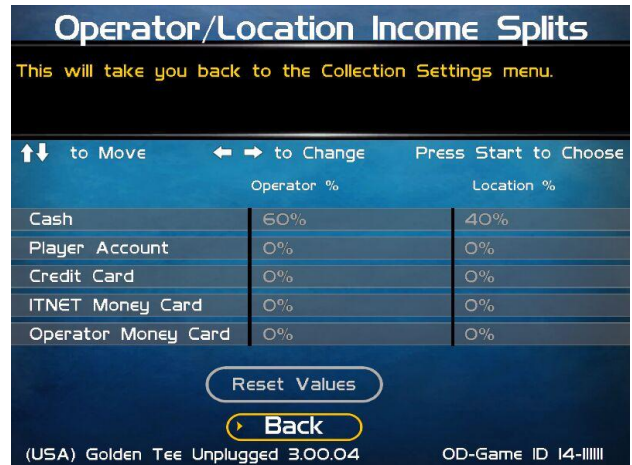 Operator/Location Income Splits
This will take you back to the Collection Settings menu.
to Move to Change Press Start to Choose
Operator % Location %
Cash 60% 40%
Player Account 0% 0%
Credit Card 0% 0%
ITNET Money Card 0% 0%
Operator Money Card 0% 0%
Reset Values
Back
(USA) Golden Tee Unplugged 3.00.04 OD-Game ID 14-111111